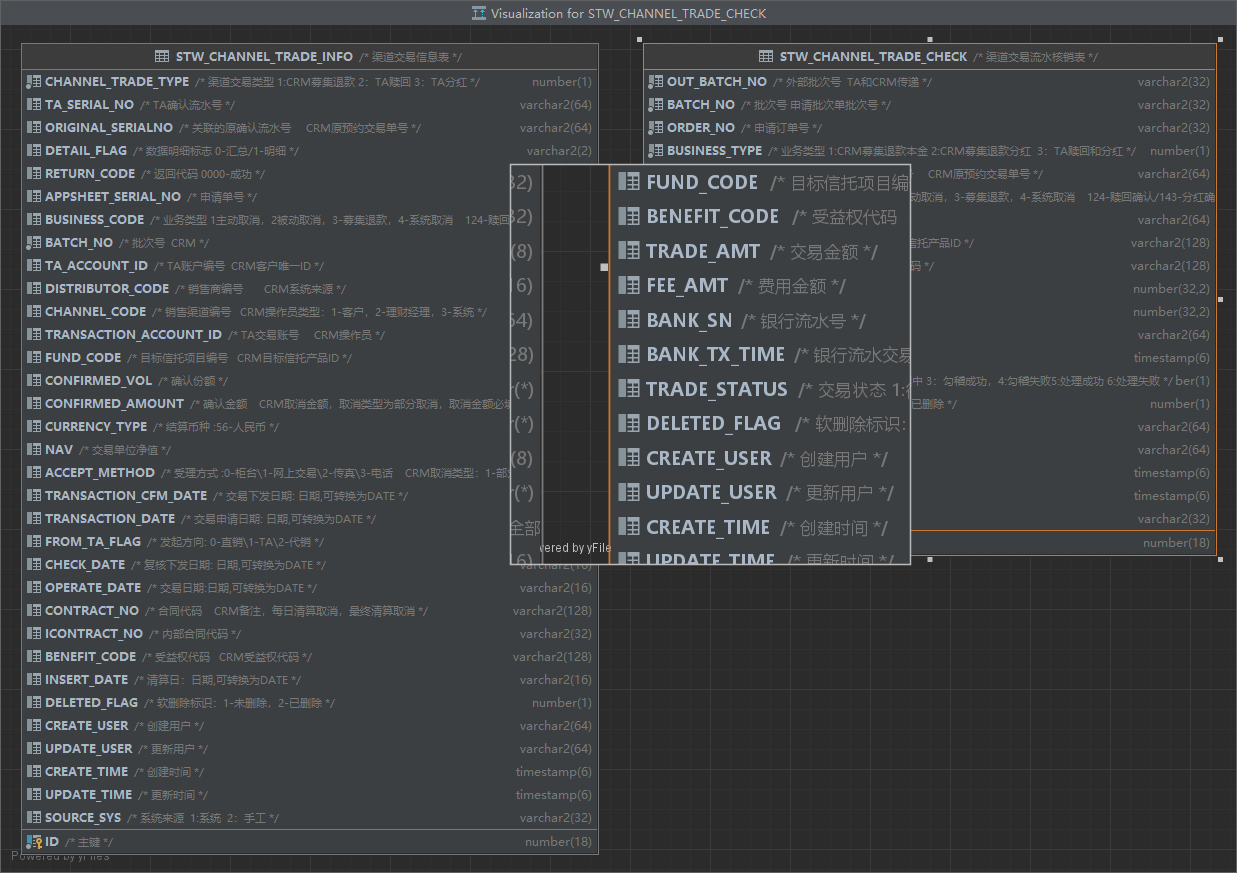 Visualization for STW_CHANNEL_TRADE_CHECK
STW_CHANNEL_TRADE_INFO /* 渠道交易信息表 */
CHANNEL_TRADE_TYPE /* 渠道交易类型 1:CRM募集退款 2：TA赎回 3：TA分红 */ number(1)
TA_SERIAL_NO /* TA确认流水号 */ varchar2(64)
ORIGINAL_SERIALNO /* 关联的原确认流水号 CRM原预约交易单号 */ varchar2(64)
DETAIL_FLAG /* 数据明细标志 0-汇总/1-明细 */ varchar2(2)
RETURN_CODE /* 返回代码 0000-成功 */
APPSHEET_SERIAL_NO /* 申请单号 */
BUSINESS_CODE /* 业务类型 1主动取消，2被动取消，3-募集退款，4-系统取消 124-赎回
BATCH_NO /* 批次号 CRM */
TA_ACCOUNT_ID /* TA账户编号 CRM客户唯一ID */
DISTRIBUTOR_CODE /* 销售商编号 CRM系统来源 */
CHANNEL_CODE /* 销售渠道编号 CRM操作员类型：1-客户，2-理财经理，3-系统 */
TRANSACTION_ACCOUNT_ID /* TA交易账号 CRM操作员 */
FUND_CODE /* 目标信托项目编号 CRM目标信托产品ID */
CONFIRMED_VOL /* 确认份额 */
CONFIRMED_AMOUNT /* 确认金额 CRM取消金额，取消类型为部分取消，取消金额必填
CURRENCY_TYPE /* 结算币种 :56-人民币 */
NAV /* 交易单位净值 */
ACCEPT_METHOD /* 受理方式 :0-柜台\1-网上交易\2-传真\3-电话 CRM取消类型：1-部分
TRANSACTION_CFM_DATE /* 交易下发日期: 日期,可转换为DATE */
TRANSACTION_DATE /* 交易申请日期: 日期,可转换为DATE */
FROM_TA_FLAG /* 发起方向: 0-直销\1-TA\2-代销 */
CHECK_DATE /* 复核下发日期: 日期,可转换为DATE */ varchar2(16)
OPERATE_DATE /* 交易日期:日期,可转换为DATE */ varchar2(16)
CONTRACT_NO /* 合同代码 CRM备注，每日清算取消，最终清算取消 */ varchar2(128)
ICONTRACT_NO /* 内部合同代码 */ varchar2(32)
BENEFIT_CODE /* 受益权代码 CRM受益权代码 */ varchar2(128)
INSERT_DATE /* 清算日：日期,可转换为DATE */ varchar2(16)
DELETED_FLAG /* 软删除标识：1-未删除，2-已删除 */ number(1)
CREATE_USER /* 创建用户 */ varchar2(64)
UPDATE_USER /* 更新用户 */ varchar2(64)
CREATE_TIME /* 创建时间 */ timestamp(6)
UPDATE_TIME /* 更新时间 */ timestamp(6)
SOURCE_SYS /* 系统来源 1:系统 2：手工 */ varchar2(32)
ID /* 主键 */ number(18)
Powered by yFiles
STW_CHANNEL_TRADE_CHECK /* 渠道交易流水核销表 */
OUT_BATCH_NO /* 外部批次号 TA和CRM传递 */ varchar2(32)
BATCH_NO /* 批次号 申请批次单批次号 */ varchar2(32)
ORDER_NO /* 申请订单号 */ varchar2(32)
BUSINESS_TYPE /* 业务类型 1:CRM募集退款本金 2:CRM募集退款分红 3：TA赎回和分红 */ number(1)
CRM原预约交易单号 */ varchar2(64)
动取消，3-募集退款，4-系统取消 124-赎回确认/143-分红确
varchar2(64)
信托产品ID */ varchar2(128)
码 */ varchar2(128)
number(32,2)
number(32,2)
varchar2(64)
timestamp(6)
中 3：勾稽成功，4:勾稽失败5:处理成功 6:处理失败 */ ber(1)
已删除 */ number(1)
varchar2(64)
varchar2(64)
timestamp(6)
timestamp(6)
varchar2(32)
number(18)
32) FUND_CODE /* 目标信托项目编
32) BENEFIT_CODE /* 受益权代码
(8) TRADE_AMT /* 交易金额 */
6) FEE_AMT /* 费用金额 */
64) BANK_SN /* 银行流水号 */
28) BANK_TX_TIME /* 银行流水交易
r(*) TRADE_STATUS /* 交易状态 1:待
r(*) DELETED_FLAG /* 软删除标识:
(8) CREATE_USER /* 创建用户 */
r(*) UPDATE_USER /* 更新用户 */
全部 CREATE_TIME /* 创建时间 */
wered by yFile
6) UPDATE_TIME /* 更新时间 */